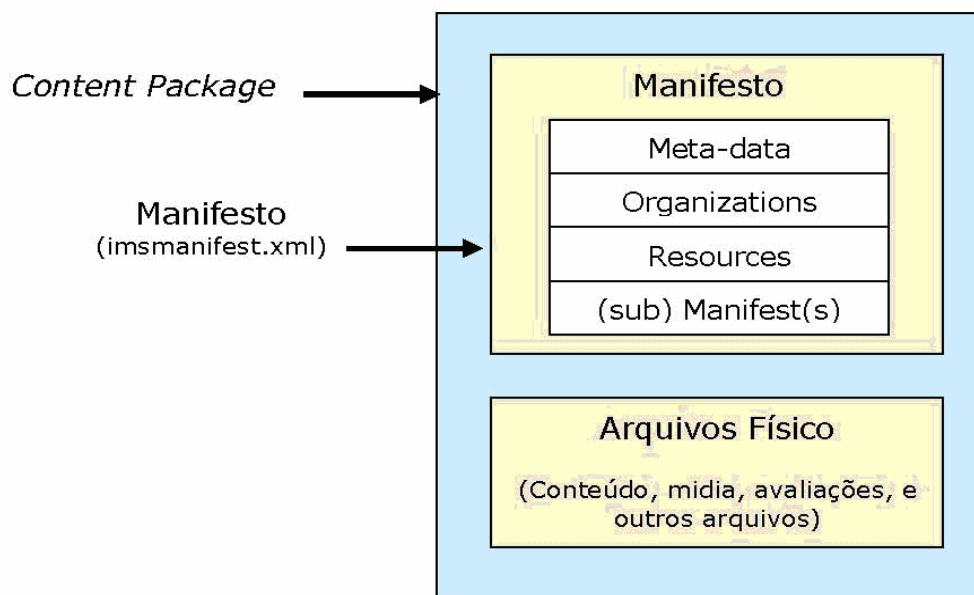 Content Package
Manifesto
(imsmanifest.xml)
Manifesto
Meta-data
Organizations
Resources
(sub) Manifest(s)
Arquivos Físico
(Conteúdo, midia, avaliações, e
outros arquivos)